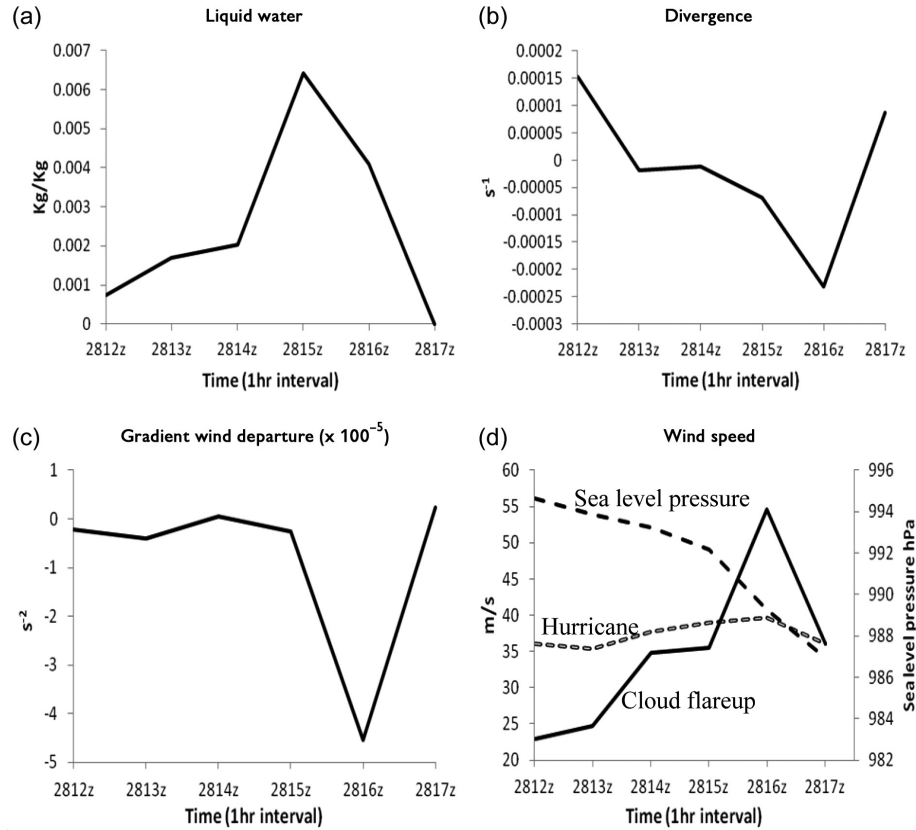 (a)
Liquid water
0.007
0.006
0.005
0.004
0.003
0.002
0.001
0
Kg/Kg
2812z 2813z 2814z 2815z 2816z 2817z
Time (1hr interval)
(b)
Divergence
0.0002
0.00015
0.0001
0.00005
0
-0.00005
-0.0001
-0.00015
-0.0002
-0.00025
-0.0003
s⁻¹
2812z 2813z 2814z 2815z 2816z 2817z
Time (1hr interval)
(c)
Gradient wind departure (x 100⁻⁵)
1
0
-1
-2
-3
-4
-5
s⁻²
2812z 2813z 2814z 2815z 2816z 2817z
Time (1hr interval)
(d)
Wind speed
60
55
50
45
40
35
30
25
20
m/s
Sea level pressure
Hurricane
Cloud flareup
996
994
992
990
988
986
984
982
Sea level pressure hPa
2812z 2813z 2814z 2815z 2816z 2817z
Time (1hr interval)